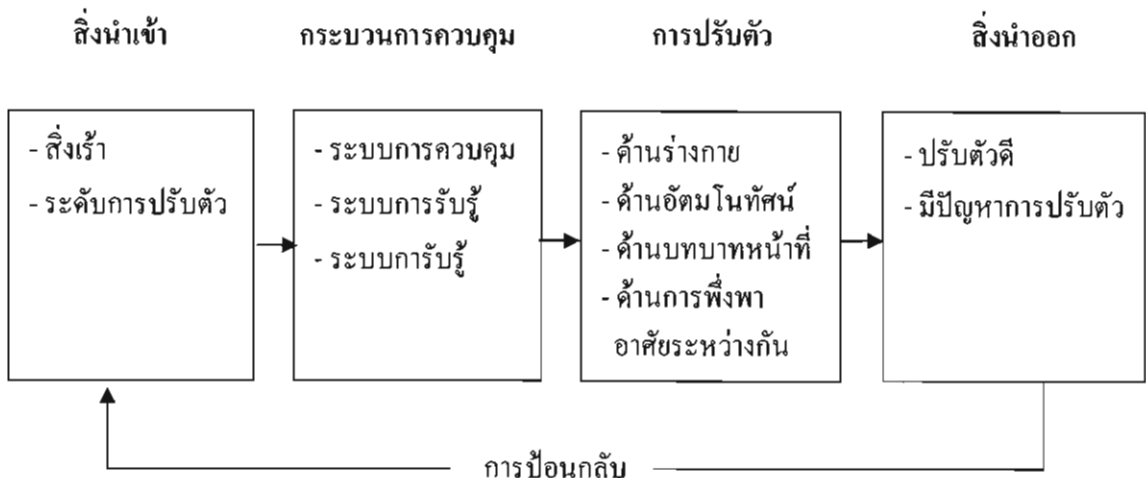 สิ่งนำเข้า
กระบวนการควบคุม
การปรับตัว
สิ่งนำออก
- สิ่งเร้า
- ระดับการปรับตัว
- ระบบการควบคุม
- ระบบการรับรู้
- ระบบการับรู้
- ด้านร่างกาย
- ด้านอัตมโนทัศน์
- ด้านบทบาทหน้าที่
- ด้านการพึ่งพา
อาศัยระหว่างกัน
- ปรับตัวดี
- มีปัญหาการปรับตัว
การป้อนกลับ